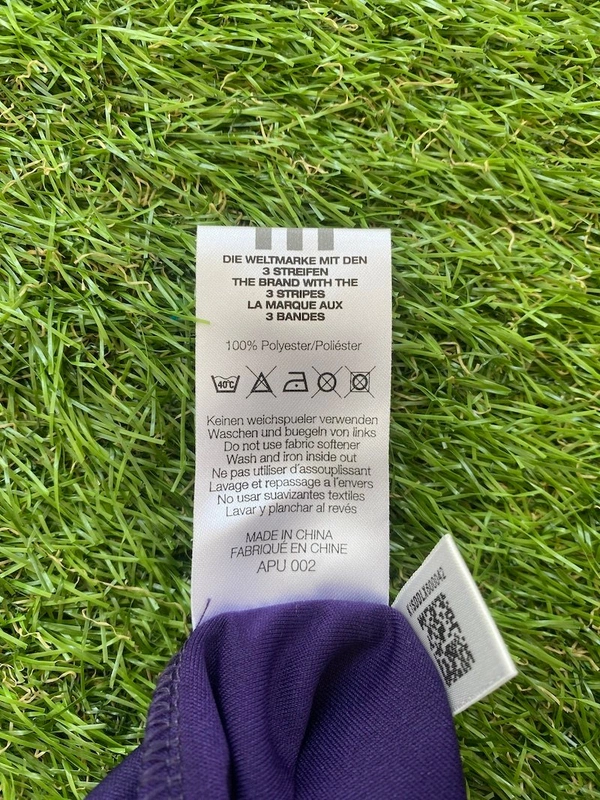 DIE WELTMARKE MIT DEN
3 STREIFEN
THE BRAND WITH THE
3 STRIPES
LA MARQUE AUX
3 BANDES
100% Polyester/Poliéster
40°C
Keinen weichspueler verwenden
Waschen und buegeln von links
Do not use fabric softener
Wash and iron inside out
Ne pas utiliser d'assouplissant
Lavage et repassage a l'envers
No usar suavizantes textiles
Lavar y planchar al revés
MADE IN CHINA
FABRIQUÉ EN CHINE
APU 002